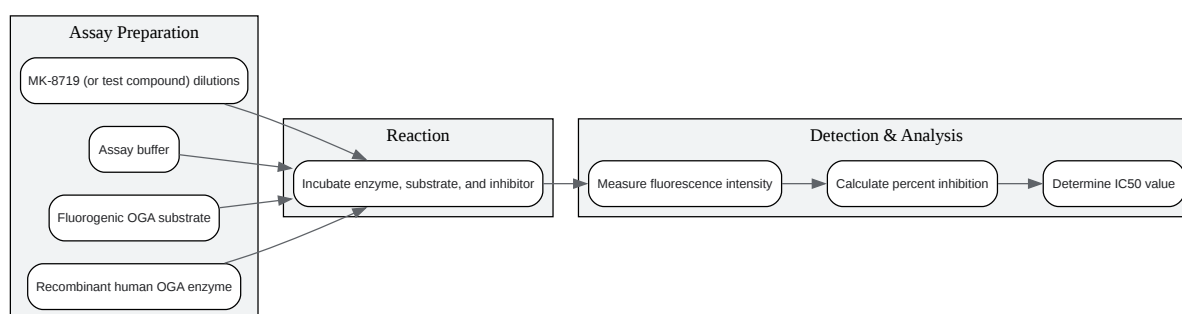 Assay Preparation
MK-8719 (or test compound) dilutions
Assay buffer
Fluorogenic OGA substrate
Recombinant human OGA enzyme
Reaction
Incubate enzyme, substrate, and inhibitor
Detection & Analysis
Measure fluorescence intensity
Calculate percent inhibition
Determine IC50 value